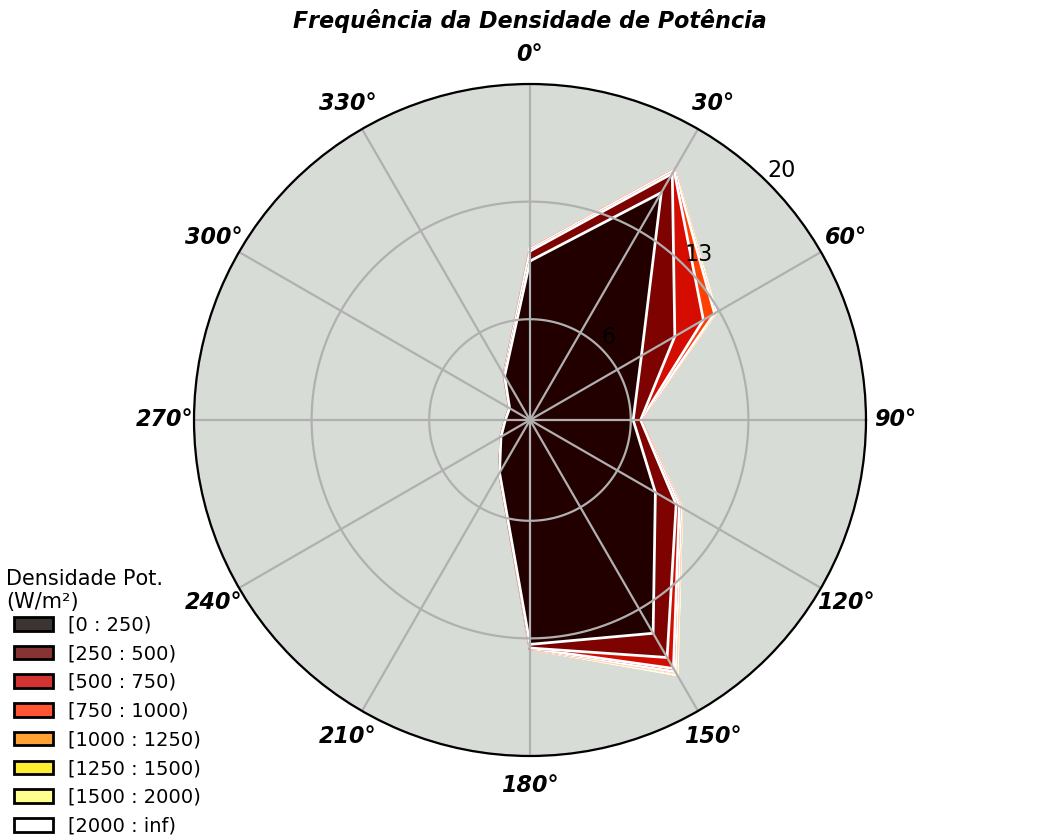 Frequência da Densidade de Potência
0°
330°
30°
20
300°
60°
13
6
270°
90°
240°
120°
210°
150°
180°
Densidade Pot.
(W/m²)
[0 : 250)
[250 : 500)
[500 : 750)
[750 : 1000)
[1000 : 1250)
[1250 : 1500)
[1500 : 2000)
[2000 : inf)